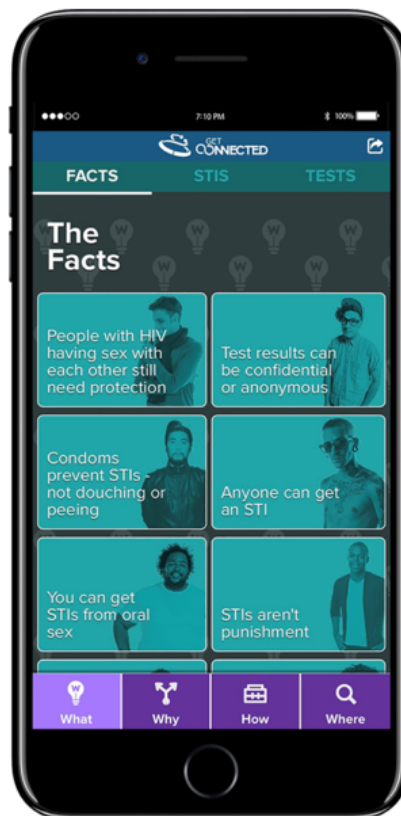 7:10 PM
100%
GET
CONNECTED
FACTS STIS TESTS
The
Facts
People with HIV
having sex with
each other still
need protection
Test results can
be confidential
or anonymous
Condoms
prevent STIs -
not douching or
peeing
Anyone can get
an STI
You can get
STIs from oral
sex
STIs aren't
punishment
What Why How Where